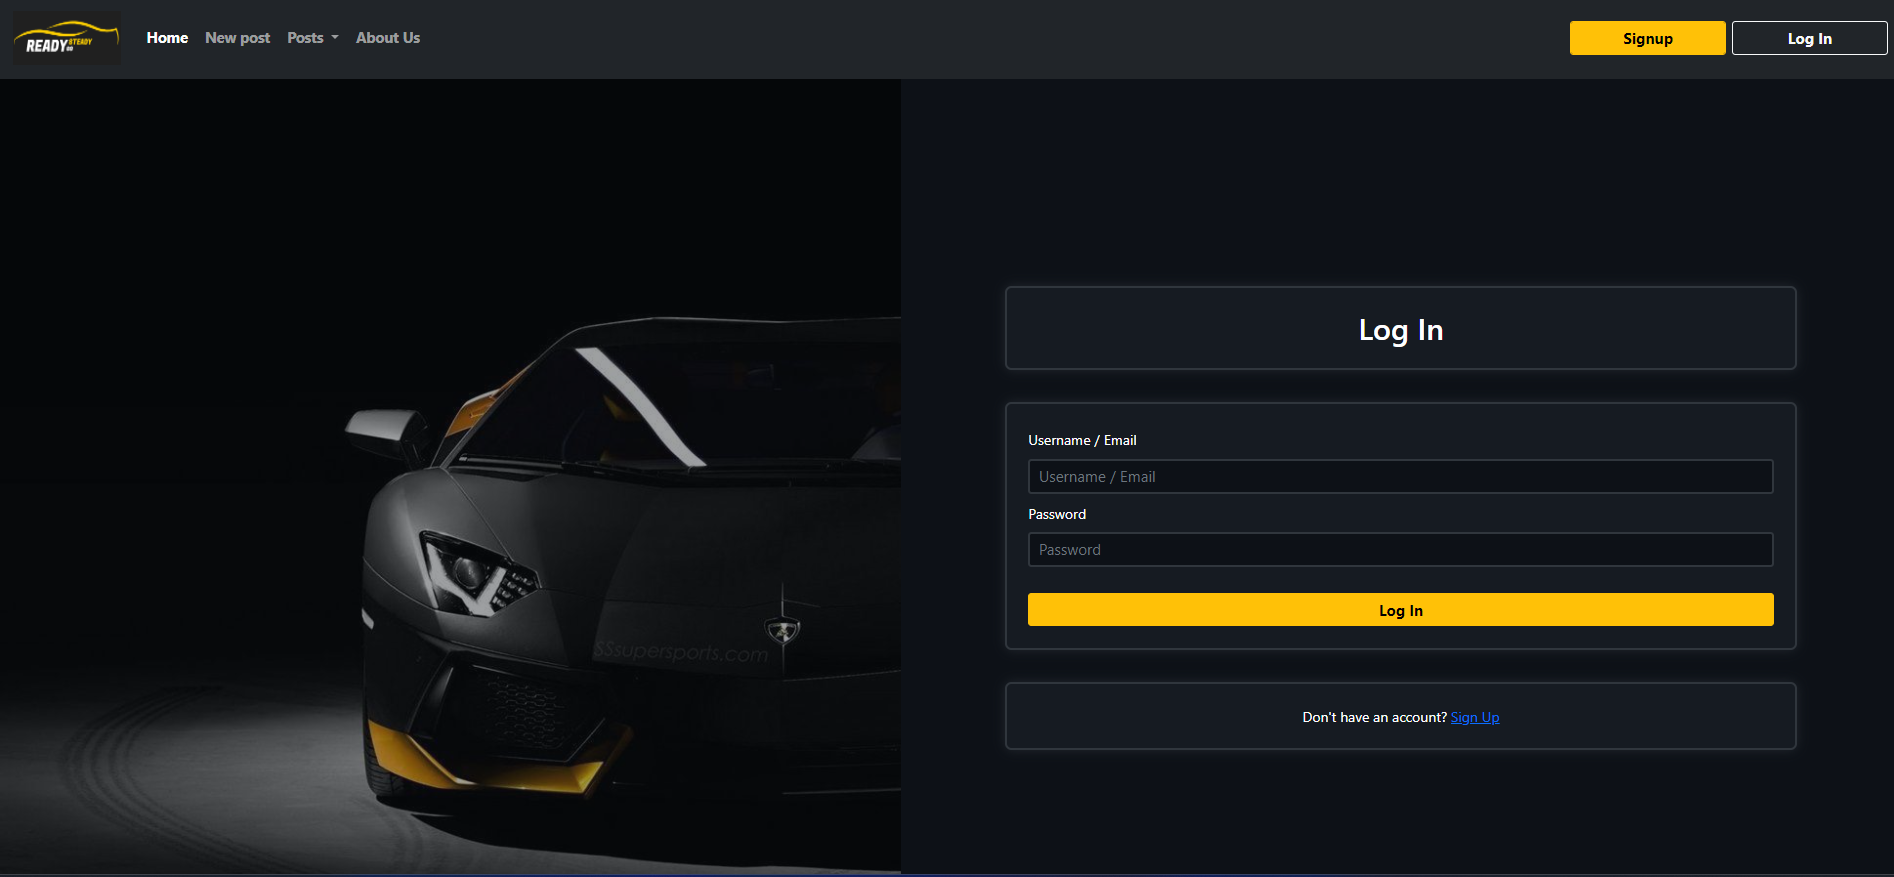 READY STEADY
GO
Home New post Posts About Us Signup Log In
Log In
Username / Email
Username / Email
Password
Password
Log In
SSsupersports.com
Don't have an account? Sign Up